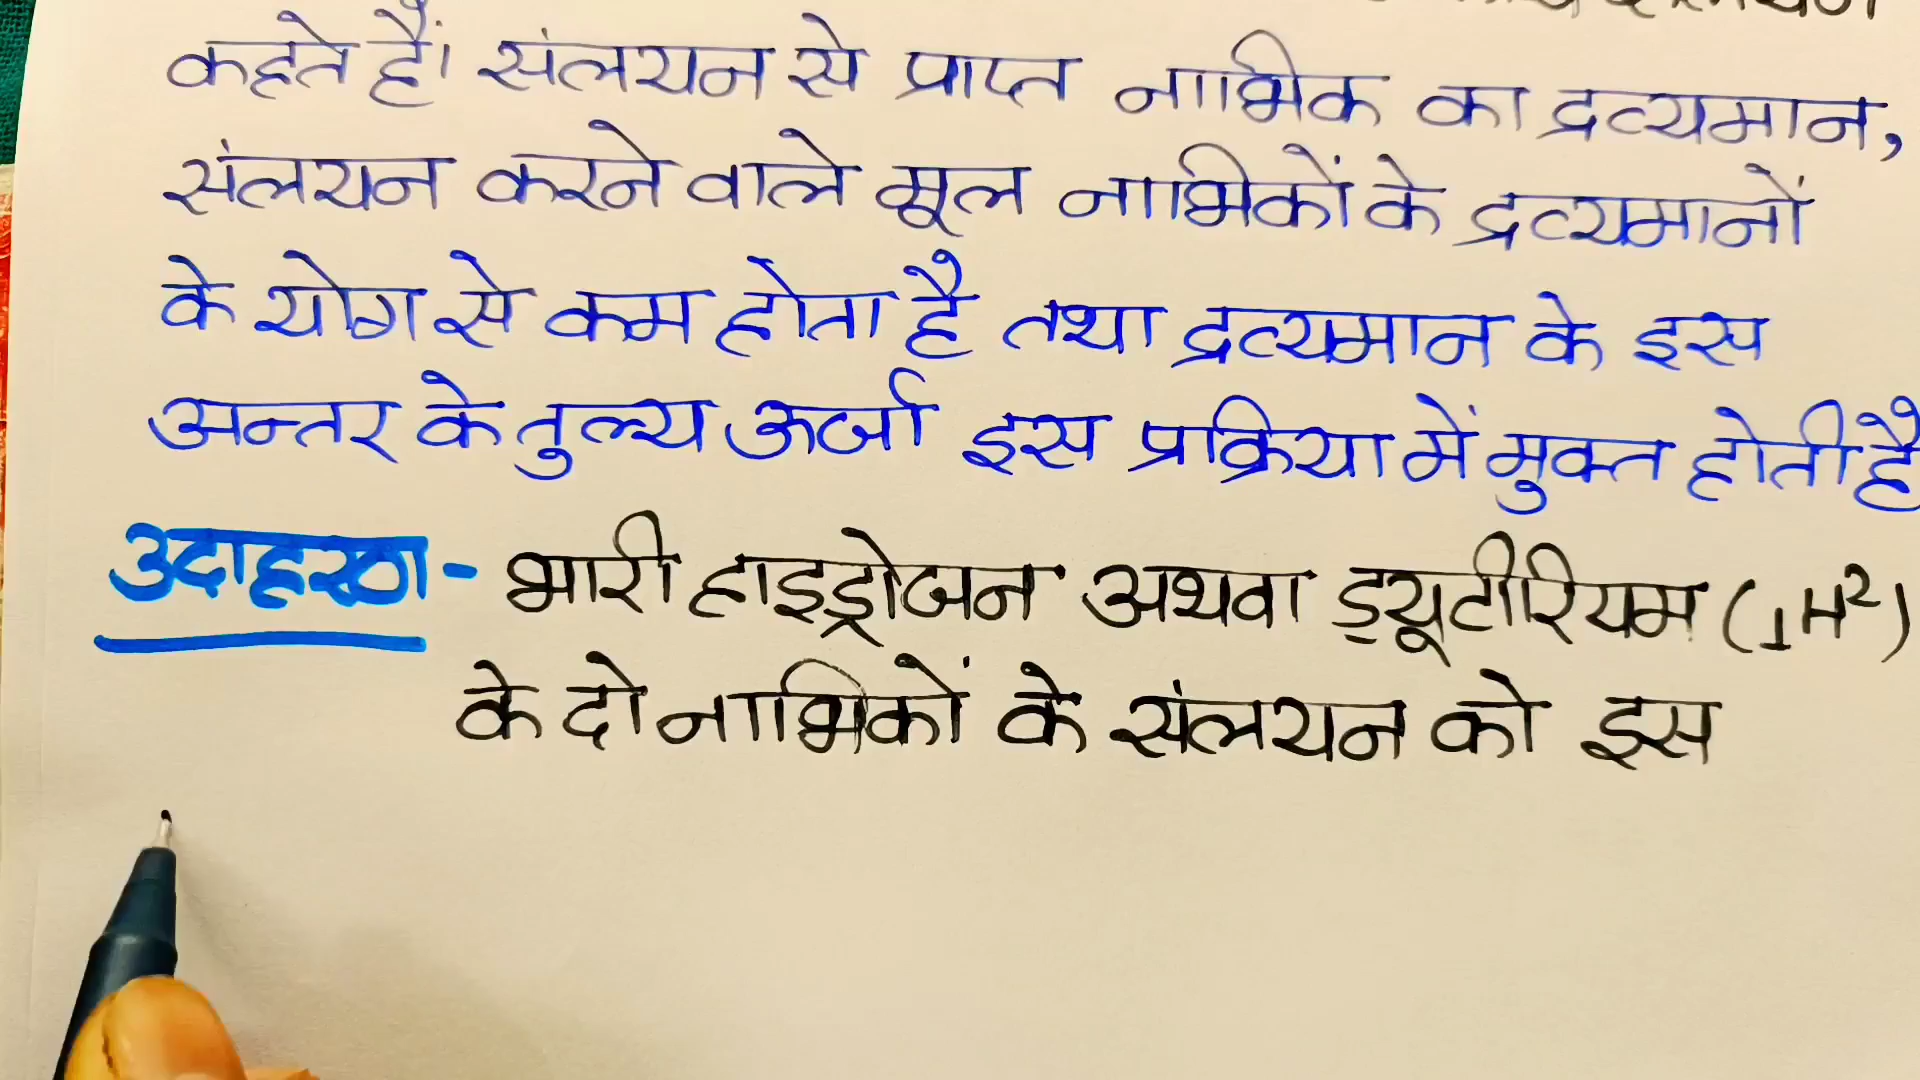 कहते हैं। संलयन से प्राप्त नाभिक का द्रव्यमान,
संलयन करने वाले मूल नाभिकों के द्रव्यमानों
के योग से कम होता है तथा द्रव्यमान के इस
अन्तर के तुल्य ऊर्जा इस प्रक्रिया में मुक्त होती है
उदाहरण- भारी हाइड्रोजन अथवा ड्यूटीरियम (₁H²)
के दो नाभिकों के संलयन को इस